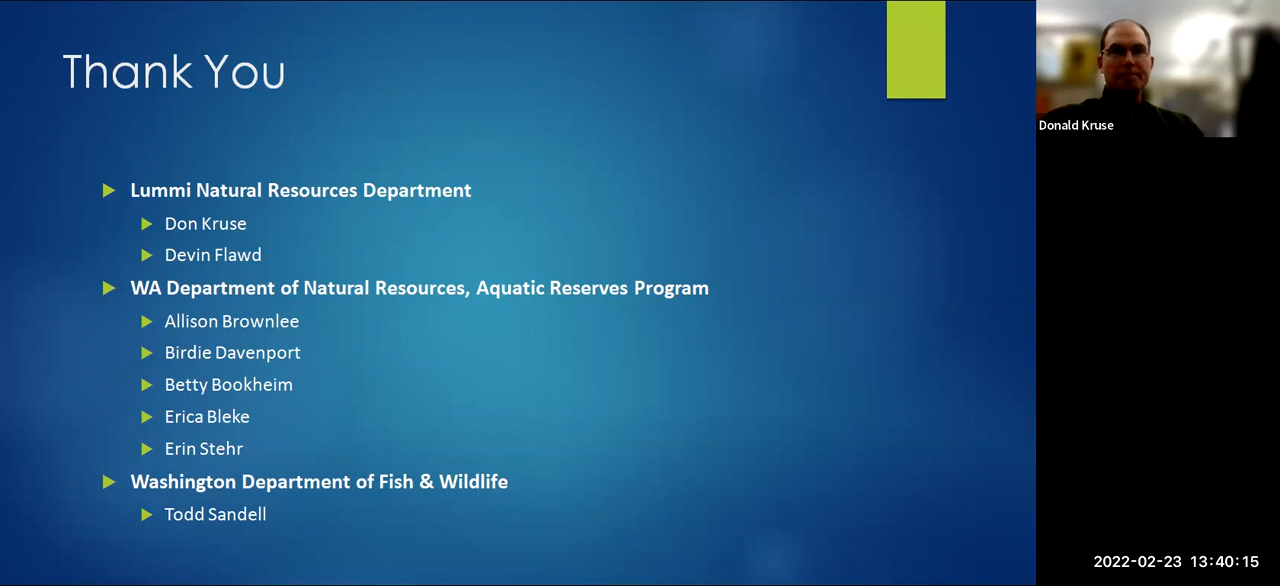 Thank You
Lummi Natural Resources Department
Don Kruse
Devin Flawd
WA Department of Natural Resources, Aquatic Reserves Program
Allison Brownlee
Birdie Davenport
Betty Bookheim
Erica Bleke
Erin Stehr
Washington Department of Fish & Wildlife
Todd Sandell
Donald Kruse
2022-02-23 13:40:15